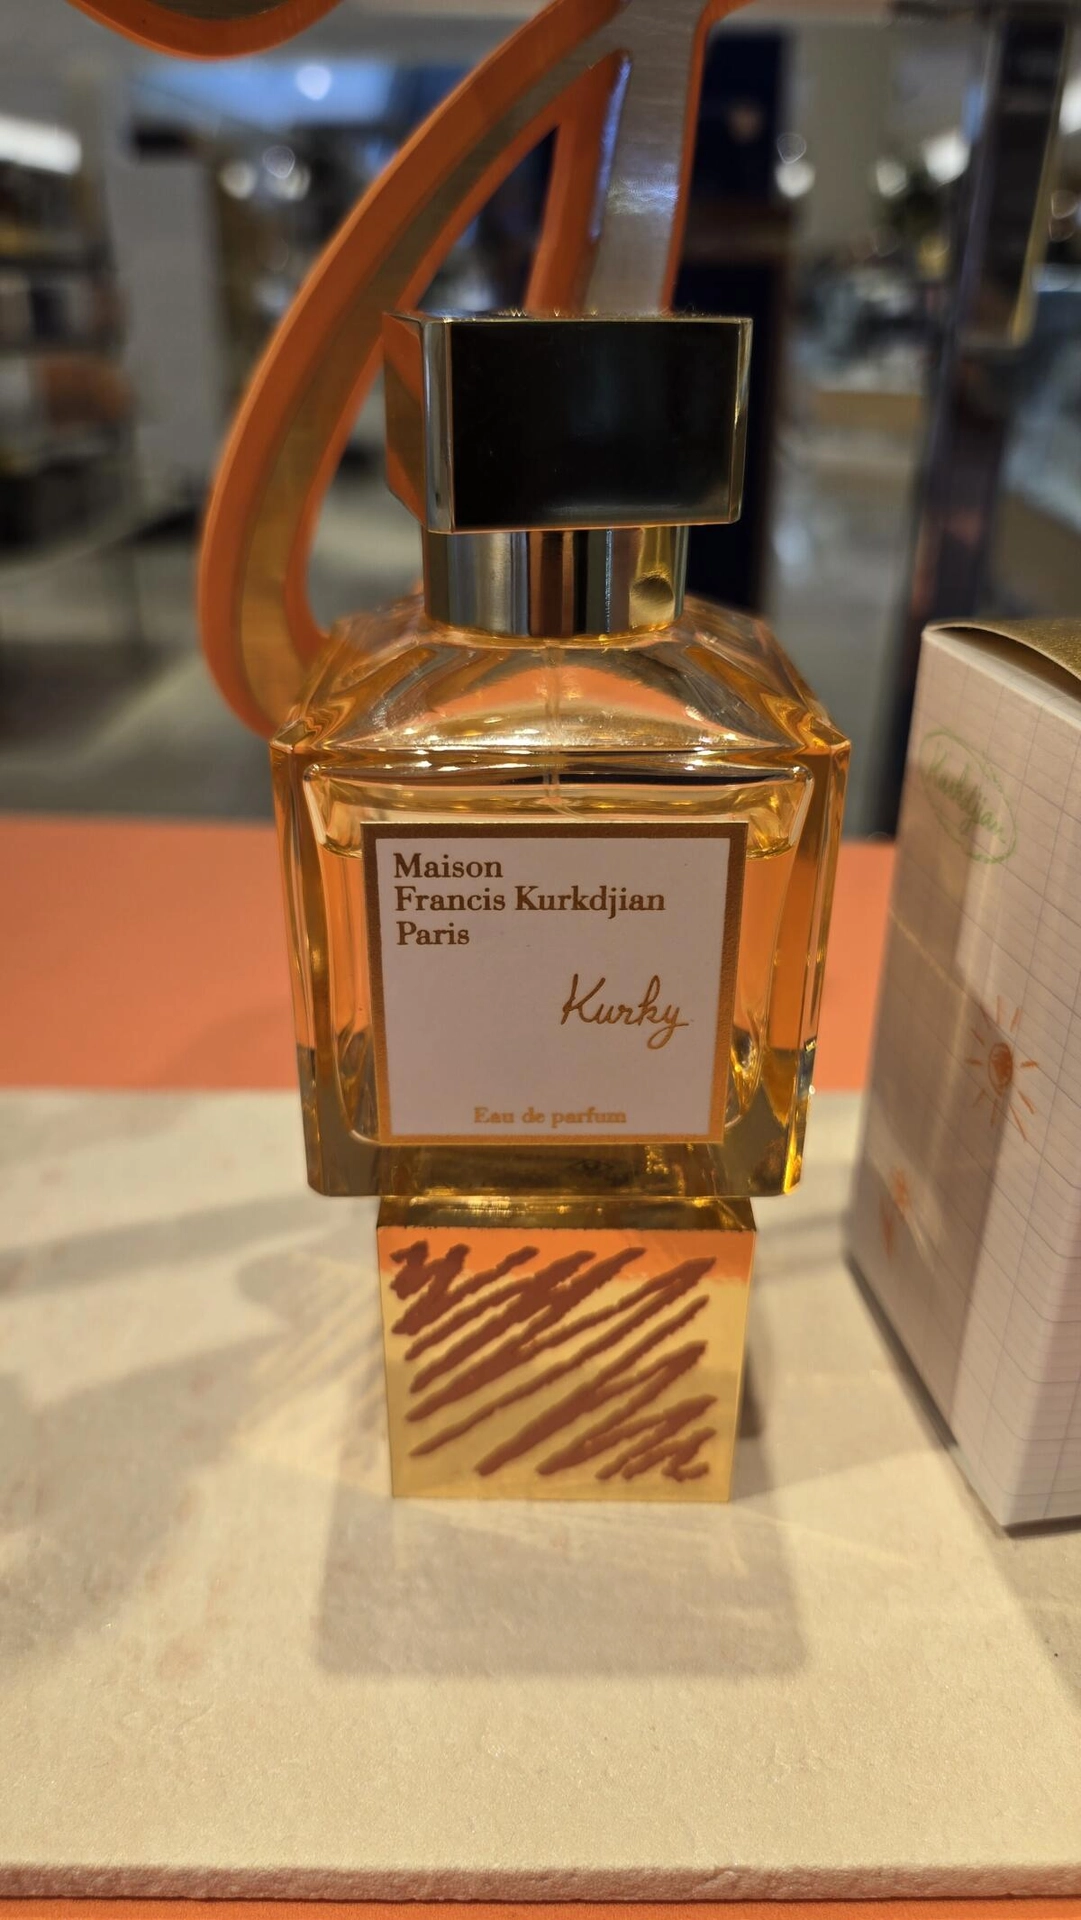 Maison
Francis Kurkdjian
Paris
Kurky
Eau de parfum
Kurkdjian